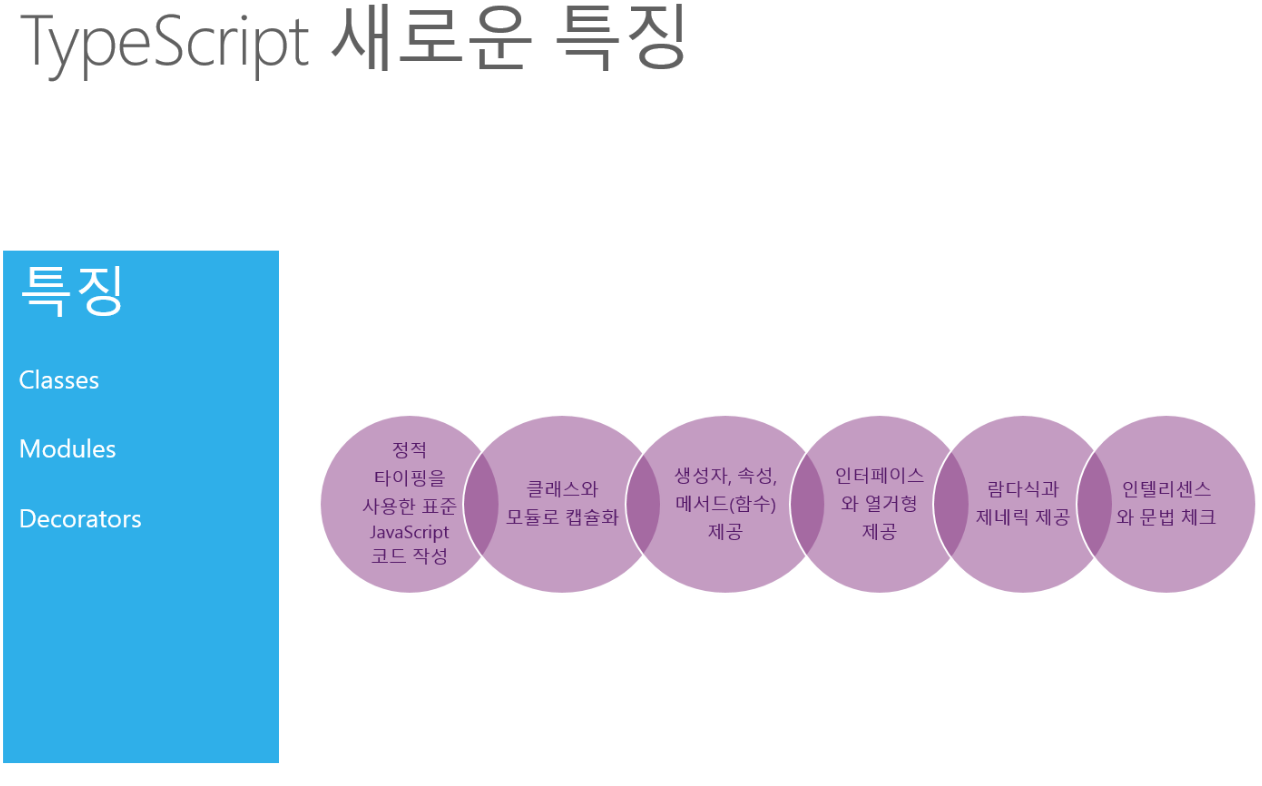 TypeScript 새로운 특징
특징
Classes
Modules
Decorators
정적
타이핑을
사용한 표준
JavaScript
코드 작성
클래스와
모듈로 캡슐화
생성자, 속성,
메서드(함수)
제공
인터페이스
와 열거형
제공
람다식과
제네릭 제공
인텔리센스
와 문법 체크